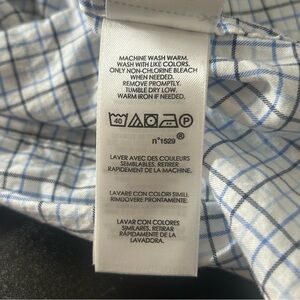 MACHINE WASH WARM.
WASH WITH LIKE COLORS.
ONLY NON-CHLORINE BLEACH
WHEN NEEDED.
REMOVE PROMPTLY.
TUMBLE DRY LOW.
WARM IRON IF NEEDED.
40 P
n°1529 ®
LAVER AVEC DES COULEURS
SEMBLABLES. RETIRER
RAPIDEMENT DE LA MACHINE.
LAVARE CON COLORI SIMILI.
RIMUOVERE PRONTAMENTE.
LAVAR CON COLORES
SIMILARES. RETIRAR
RÁPIDAMENTE DE LA
LAVADORA.